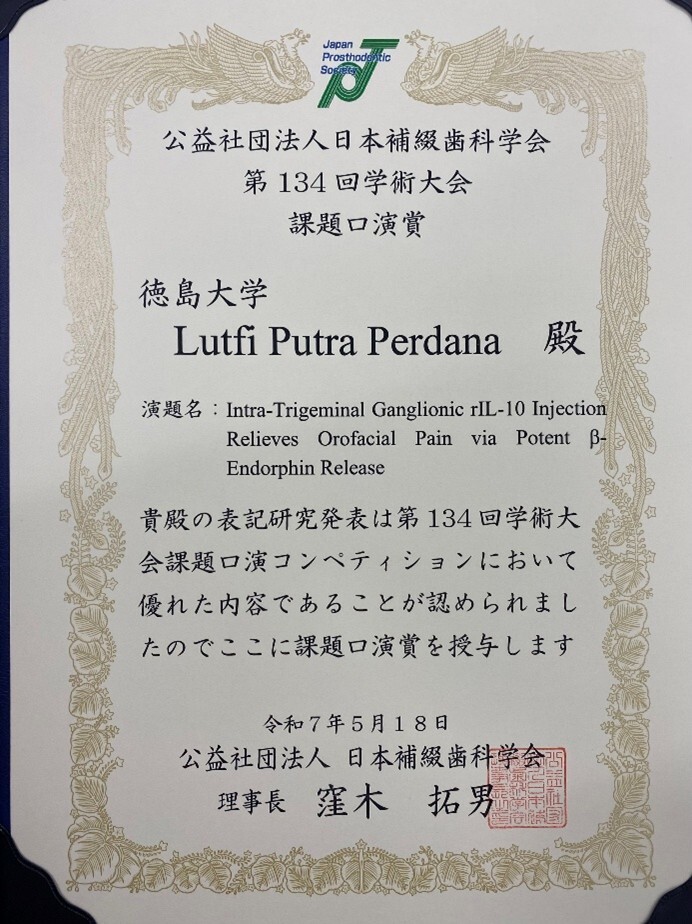 Japan
Prosthodontic
Society
公益社団法人日本補綴歯科学会
第 134 回学術大会
課題口演賞
徳島大学
Lutfi Putra Perdana 殿
演題名：Intra-Trigeminal Ganglionic rIL-10 Injection
Relieves Orofacial Pain via Potent β-
Endorphin Release
貴殿の表記研究発表は第 134 回学術大
会課題口演コンペティションにおいて
優れた内容であることが認められまし
たのでここに課題口演賞を授与します
令和７年５月１８日
公益社団法人 日本補綴歯科学会
理事長 窪木 拓男